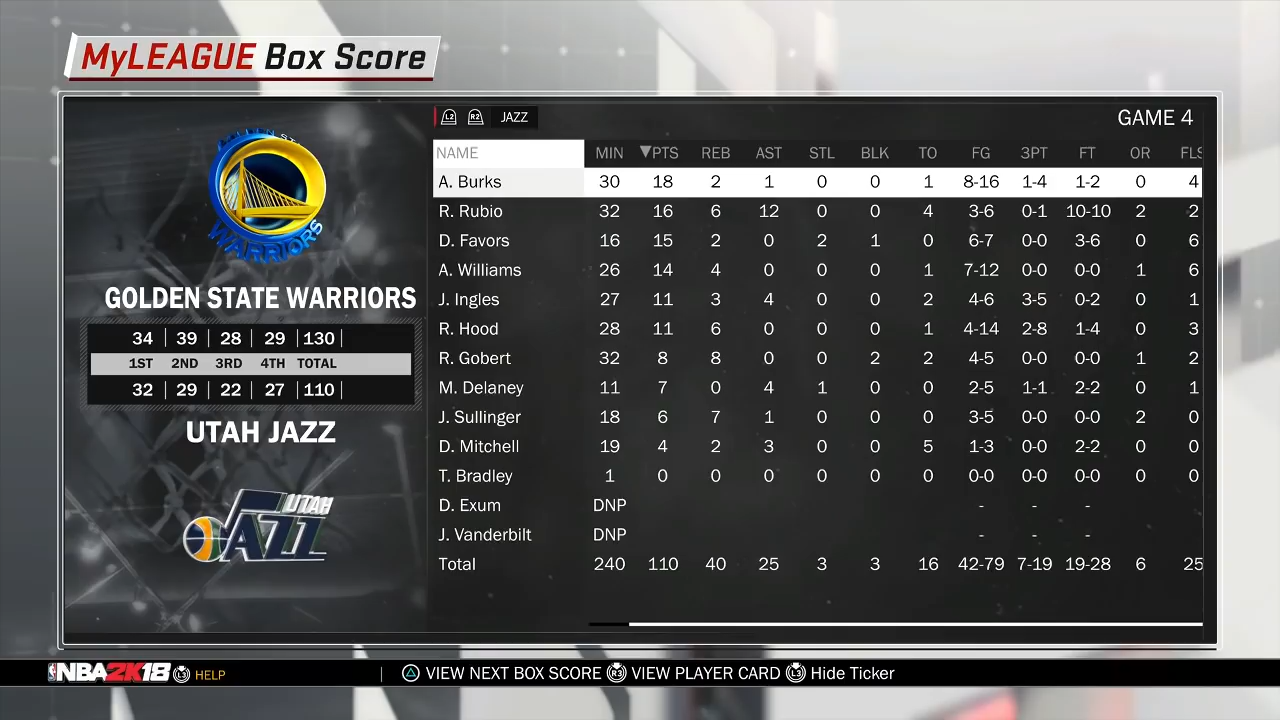 MyLEAGUE Box Score
L2 R2 JAZZ GAME 4
NAME MIN ▼PTS REB AST STL BLK TO FG 3PT FT OR FLS
A. Burks 30 18 2 1 0 0 1 8-16 1-4 1-2 0 4
R. Rubio 32 16 6 12 0 0 4 3-6 0-1 10-10 2 2
D. Favors 16 15 2 0 2 1 0 6-7 0-0 3-6 0 6
A. Williams 26 14 4 0 0 0 1 7-12 0-0 0-0 1 6
J. Ingles 27 11 3 4 0 0 2 4-6 3-5 0-2 0 1
R. Hood 28 11 6 0 0 0 1 4-14 2-8 1-4 0 3
R. Gobert 32 8 8 0 0 2 2 4-5 0-0 0-0 1 2
M. Delaney 11 7 0 4 1 0 0 2-5 1-1 2-2 0 1
J. Sullinger 18 6 7 1 0 0 0 3-5 0-0 0-0 2 0
D. Mitchell 19 4 2 3 0 0 5 1-3 0-0 2-2 0 0
T. Bradley 1 0 0 0 0 0 0 0-0 0-0 0-0 0 0
D. Exum DNP - - -
J. Vanderbilt DNP - - -
Total 240 110 40 25 3 3 16 42-79 7-19 19-28 6 25
GOLDEN STATE
WARRIORS
GOLDEN STATE WARRIORS
34 39 28 29 130
1ST 2ND 3RD 4TH TOTAL
32 29 22 27 110
UTAH JAZZ
UTAH
JAZZ
NBA2K18 L3 HELP VIEW NEXT BOX SCORE R3 VIEW PLAYER CARD L3 Hide Ticker